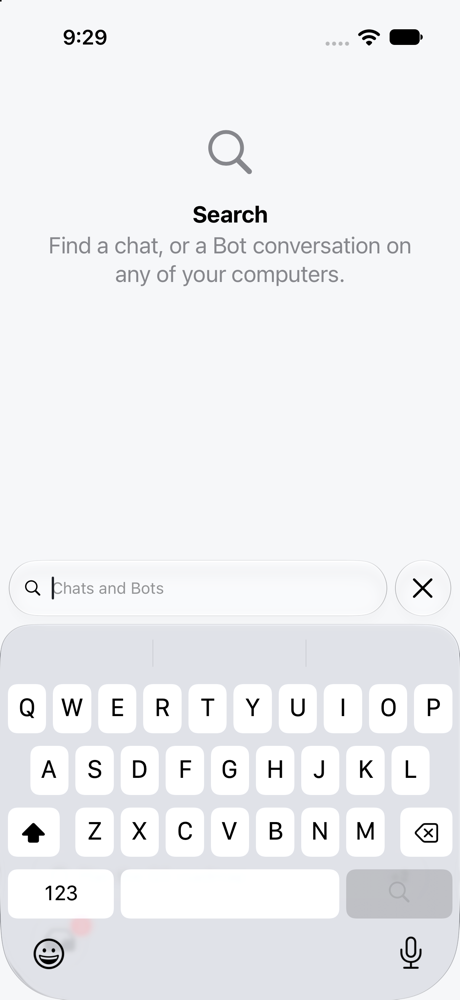 9:29
Search
Find a chat, or a Bot conversation on
any of your computers.
Chats and Bots
Q W E R T Y U I O P
A S D F G H J K L
Z X C V B N M
123